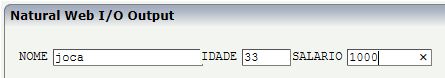 Natural Web I/O Output
NOME joca IDADE 33 SALARIO 1000 ×